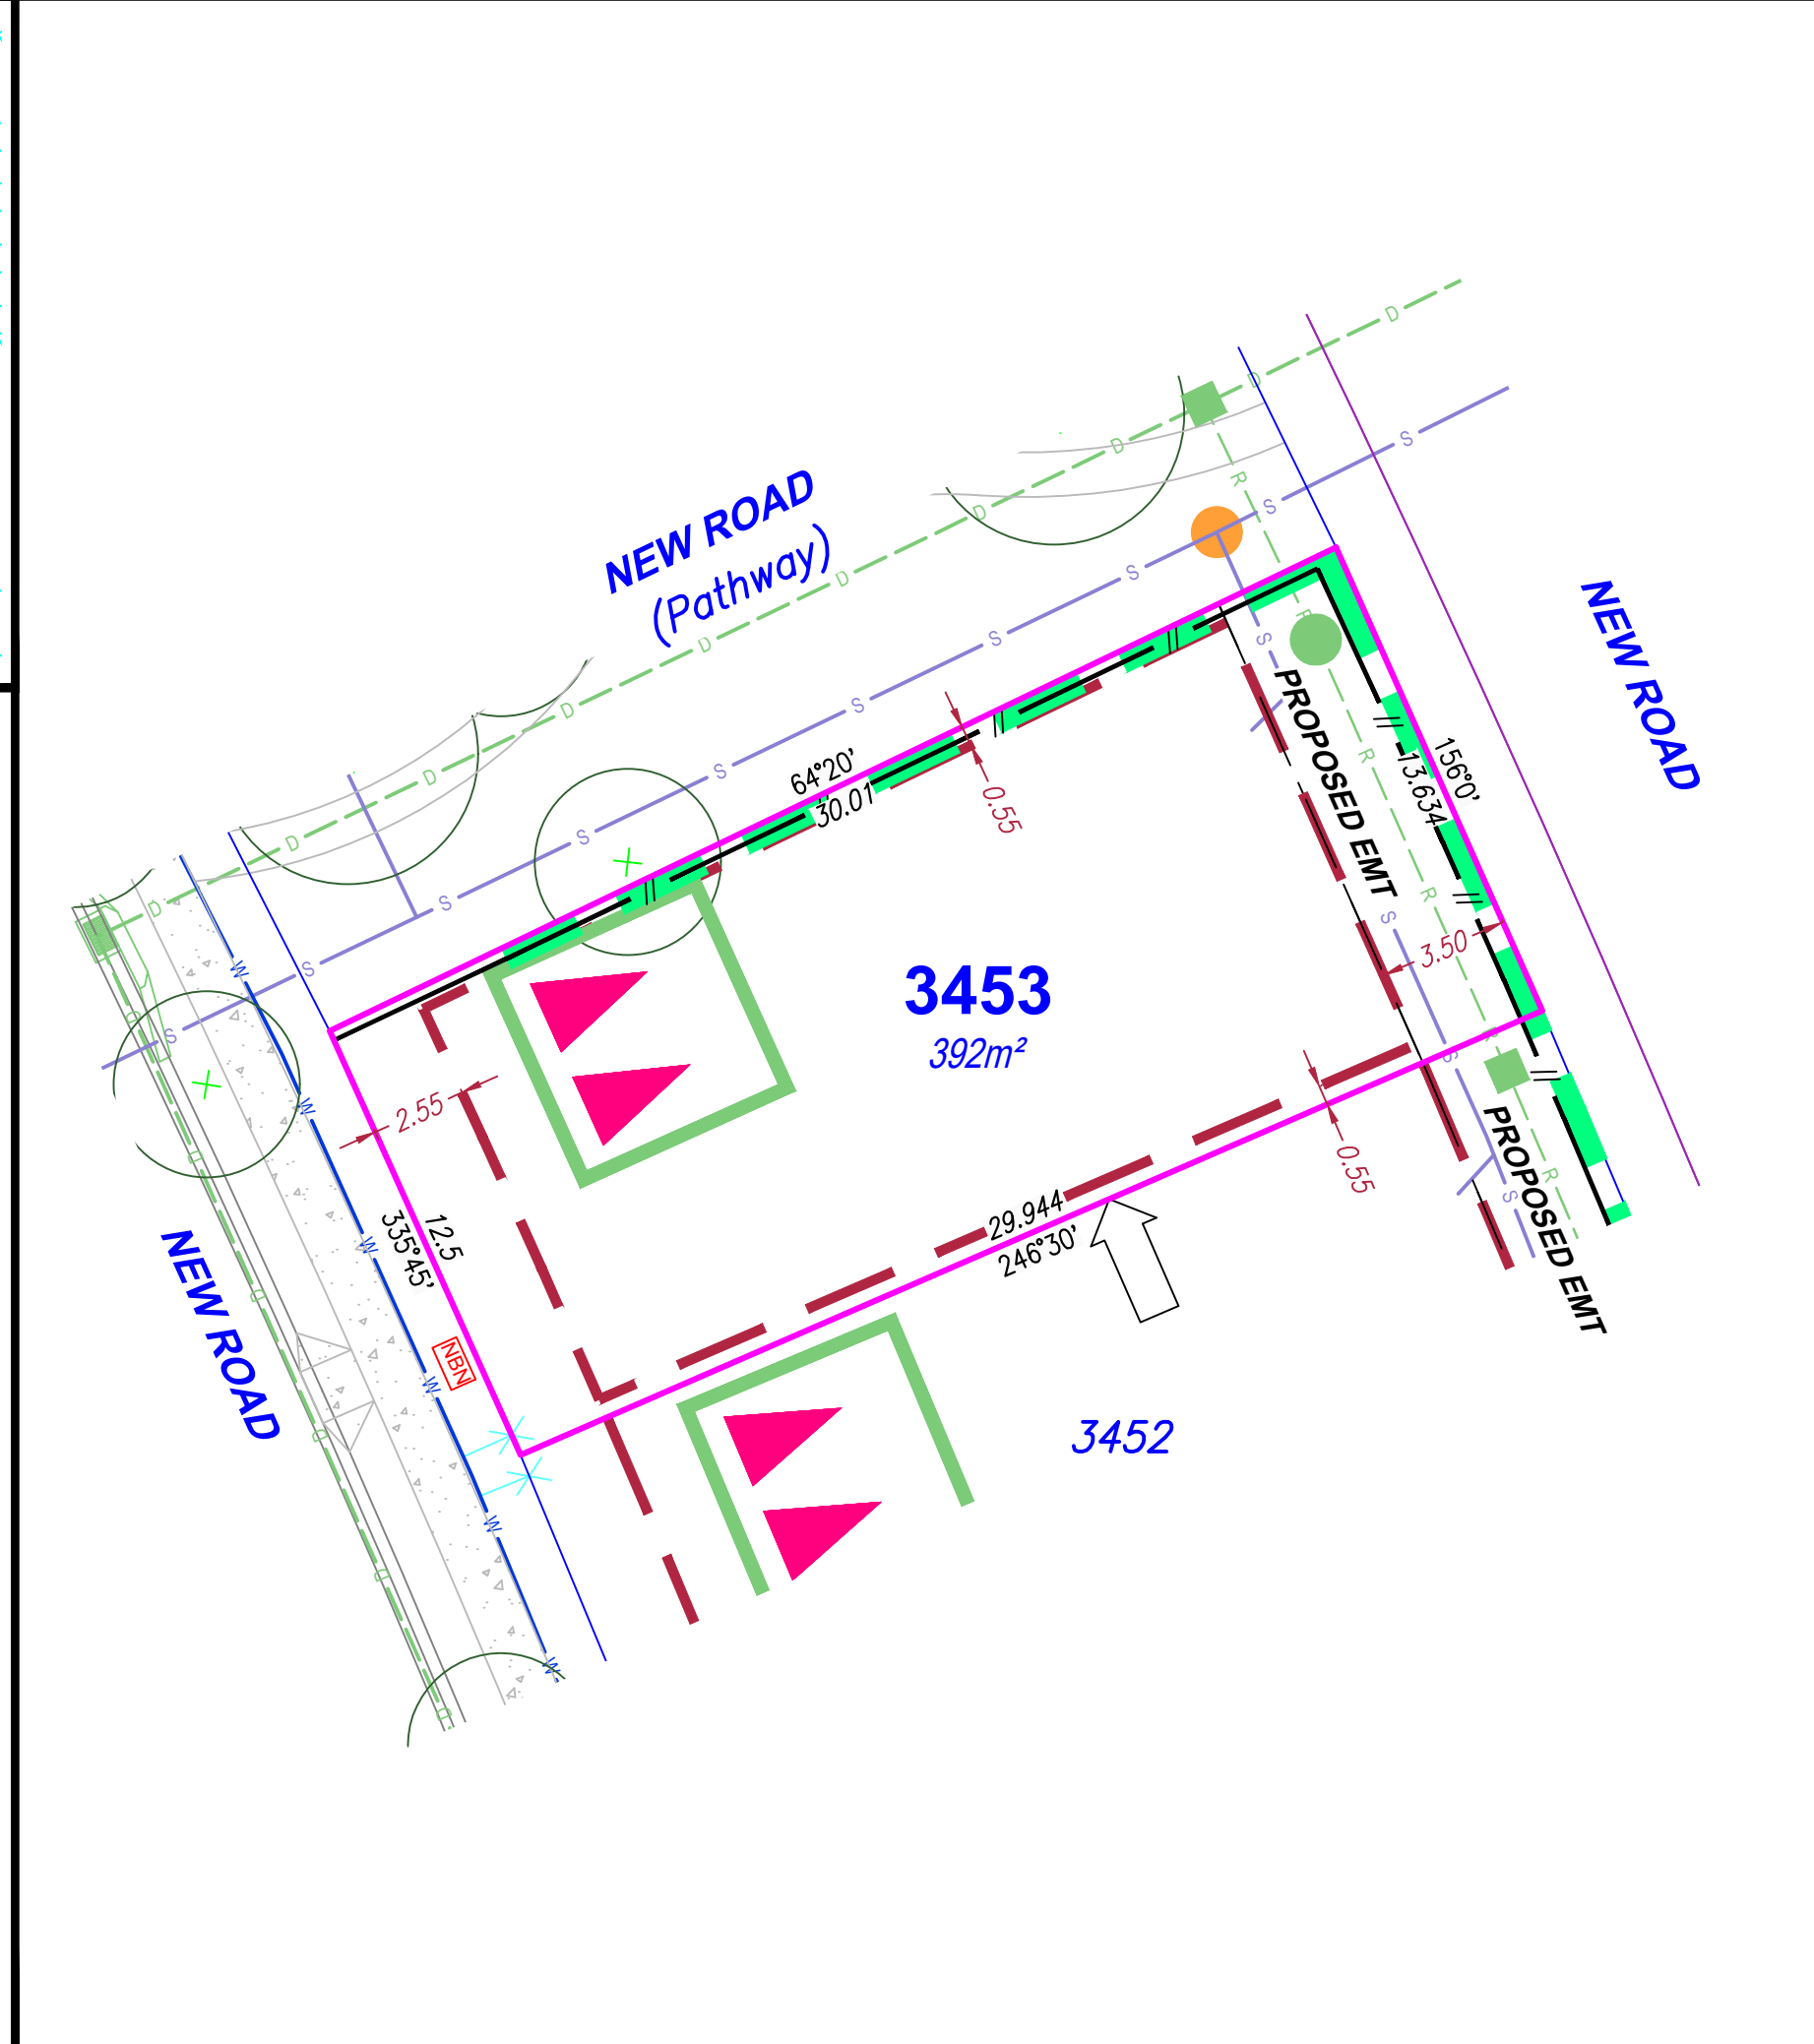 NEW ROAD
(Pathway)
NEW ROAD
NEW ROAD
D
D
D
D
D
D
D
D
D
D
S
S
S
S
S
S
S
S
S
S
R
R
64°20'
30.01
0.55
PROPOSED EMT
S
R
R
156°0'
13.634
S
3.50
3453
392m²
2.55
W
W
W
W
W
W
12.5
335°45'
NBN
29.944
246°30'
0.55
S
R
S
R
PROPOSED EMT
3452
D
D
D
D
D
D